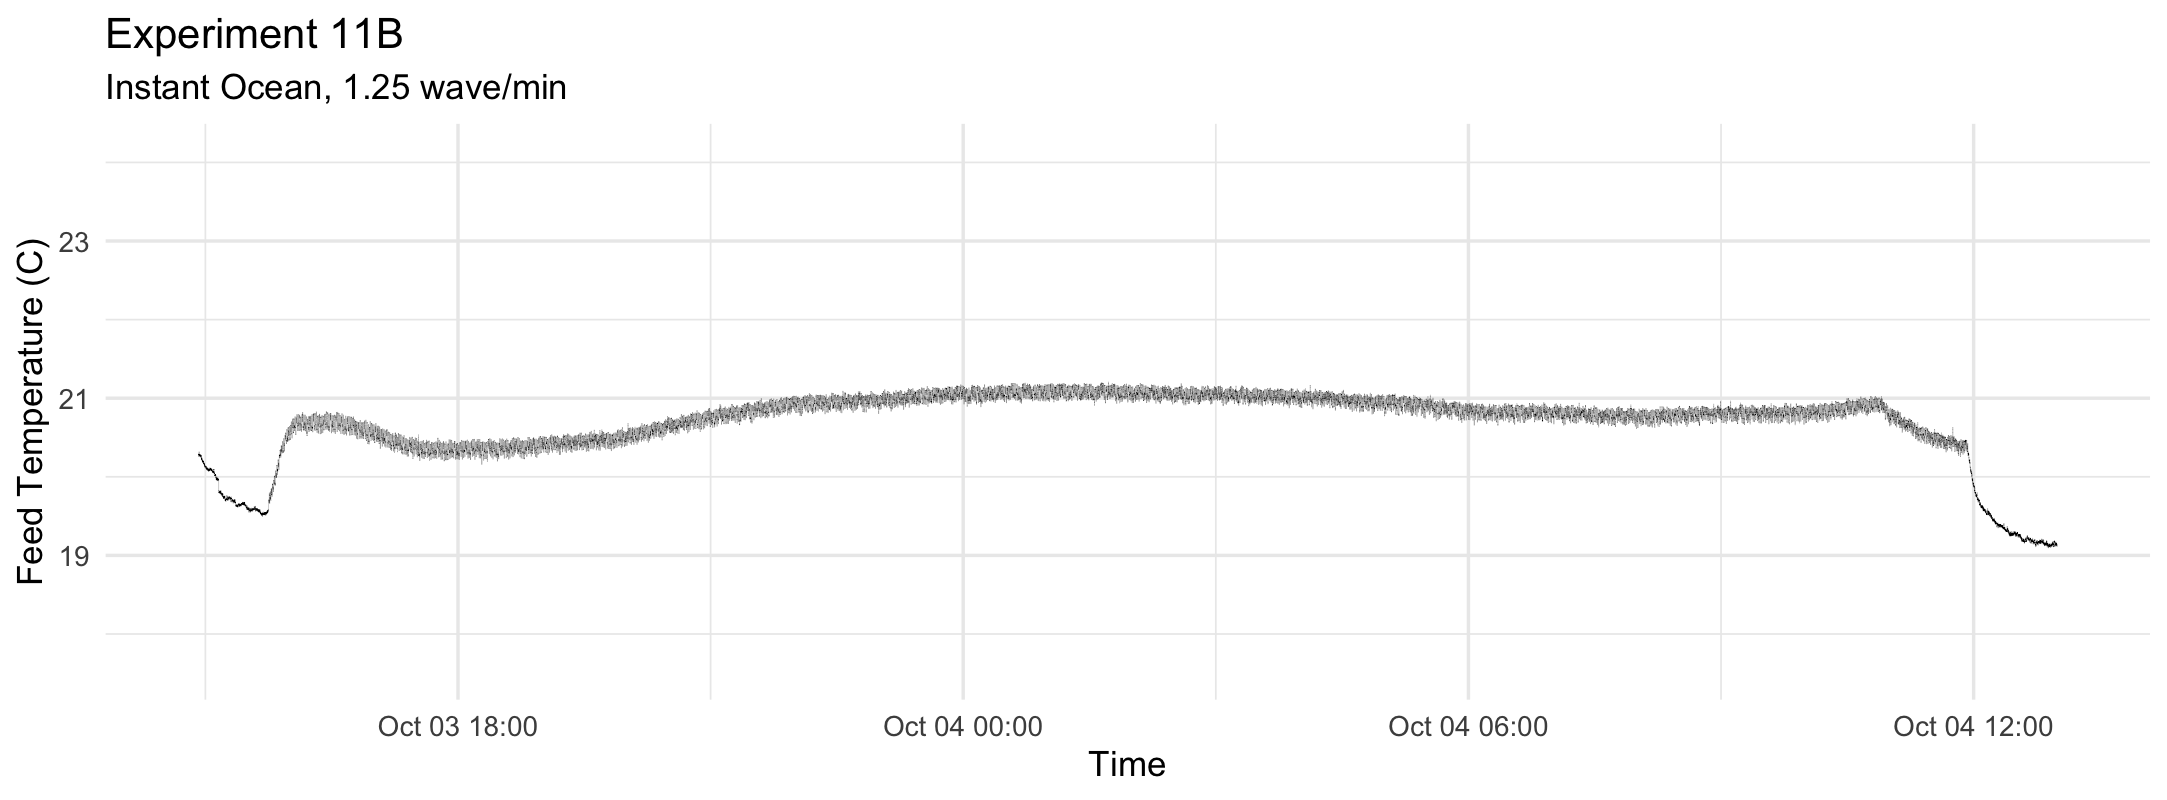 Experiment 11B
Instant Ocean, 1.25 wave/min
Feed Temperature (C)
23
21
19
Oct 03 18:00 Oct 04 00:00 Oct 04 06:00 Oct 04 12:00
Time